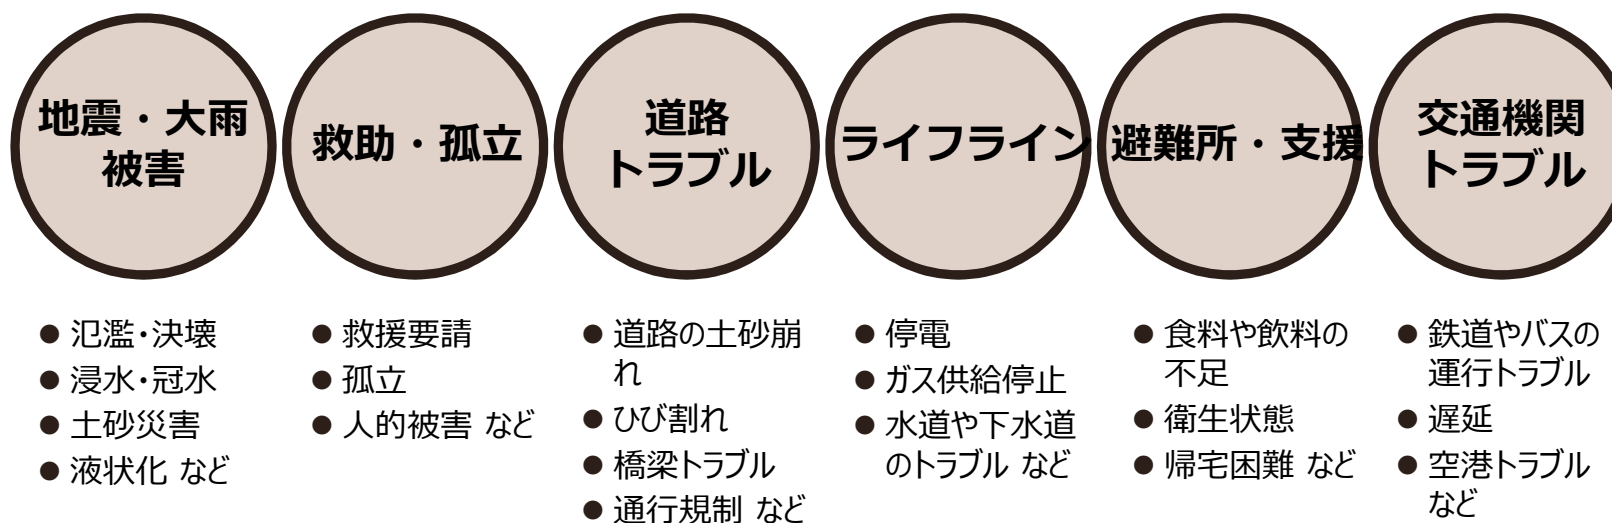 地震・大雨
被害
救助・孤立
道路
トラブル
ライフライン
避難所・支援
交通機関
トラブル
● 氾濫・決壊
● 浸水・冠水
● 土砂災害
● 液状化 など
● 救援要請
● 孤立
● 人的被害 など
● 道路の土砂崩
れ
● ひび割れ
● 橋梁トラブル
● 通行規制 など
● 停電
● ガス供給停止
● 水道や下水道
のトラブル など
● 食料や飲料の
不足
● 衛生状態
● 帰宅困難 など
● 鉄道やバスの
運行トラブル
● 遅延
● 空港トラブル
など